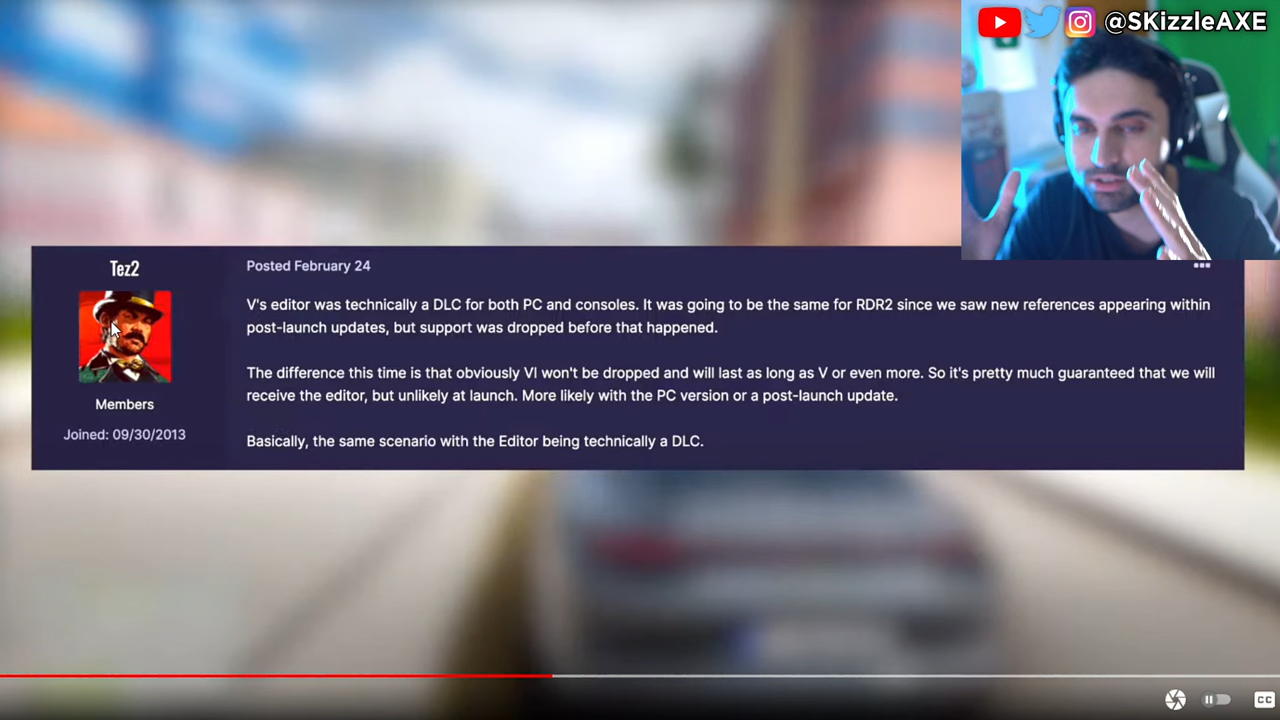 @SKizzleAXE
Tez2
Posted February 24
V's editor was technically a DLC for both PC and consoles. It was going to be the same for RDR2 since we saw new references appearing within
post-launch updates, but support was dropped before that happened.
The difference this time is that obviously VI won't be dropped and will last as long as V or even more. So it's pretty much guaranteed that we will
receive the editor, but unlikely at launch. More likely with the PC version or a post-launch update.
Members
Joined: 09/30/2013
Basically, the same scenario with the Editor being technically a DLC.
CC